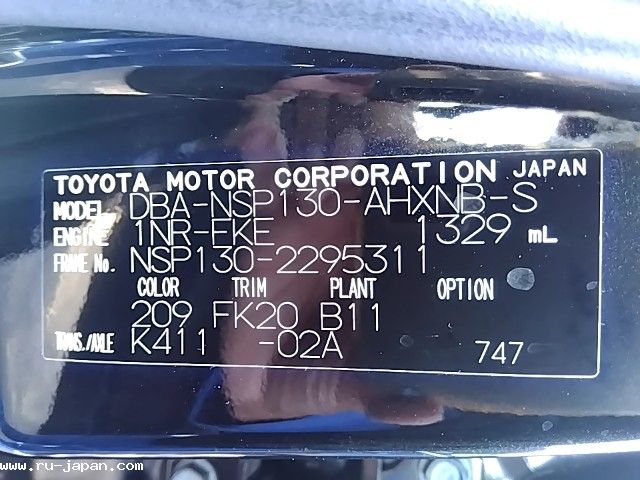 TOYOTA MOTOR CORPORATION JAPAN
MODEL DBA-NSP130-AHXNB-S
ENGINE 1NR-FKE 1329 mL
FRAME No. NSP130-2295311
COLOR TRIM PLANT OPTION
209 FK20 B11
TRANS./AXLE K411 -02A 747
www.ru-japan.com